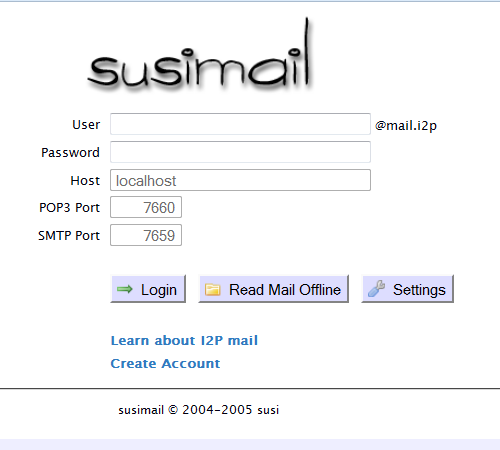 susimail
User @mail.i2p
Password
Host localhost
POP3 Port 7660
SMTP Port 7659
Login Read Mail Offline Settings
Learn about I2P mail
Create Account
susimail © 2004-2005 susi